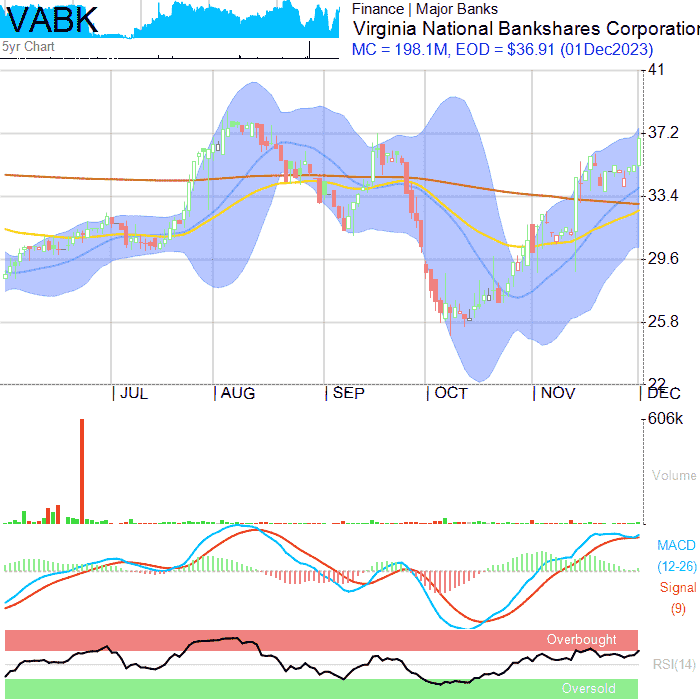 VABK
5yr Chart
Finance | Major Banks
Virginia National Bankshares Corporation
MC = 198.1M, EOD = $36.91 (01Dec2023)
41
37.2
33.4
29.6
25.8
22
JUL
AUG
SEP
OCT
NOV
DEC
606k
Volume
MACD
(12-26)
Signal
(9)
Overbought
RSI(14)
Oversold